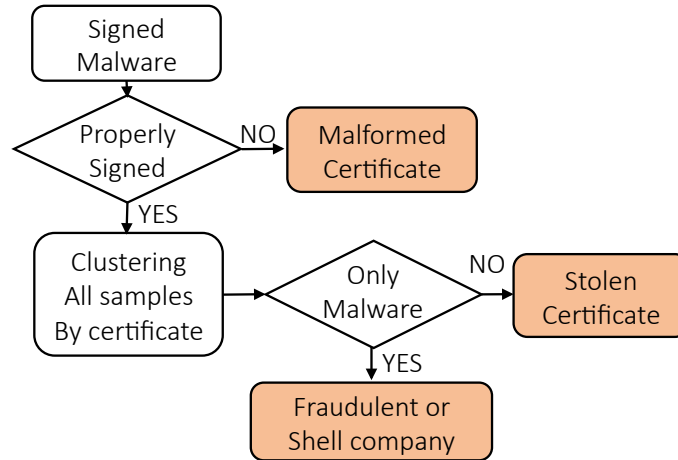 Signed
Malware
Properly
Signed
NO
Malformed
Certificate
YES
Clustering
All samples
By certificate
Only
Malware
NO
Stolen
Certificate
YES
Fraudulent or
Shell company